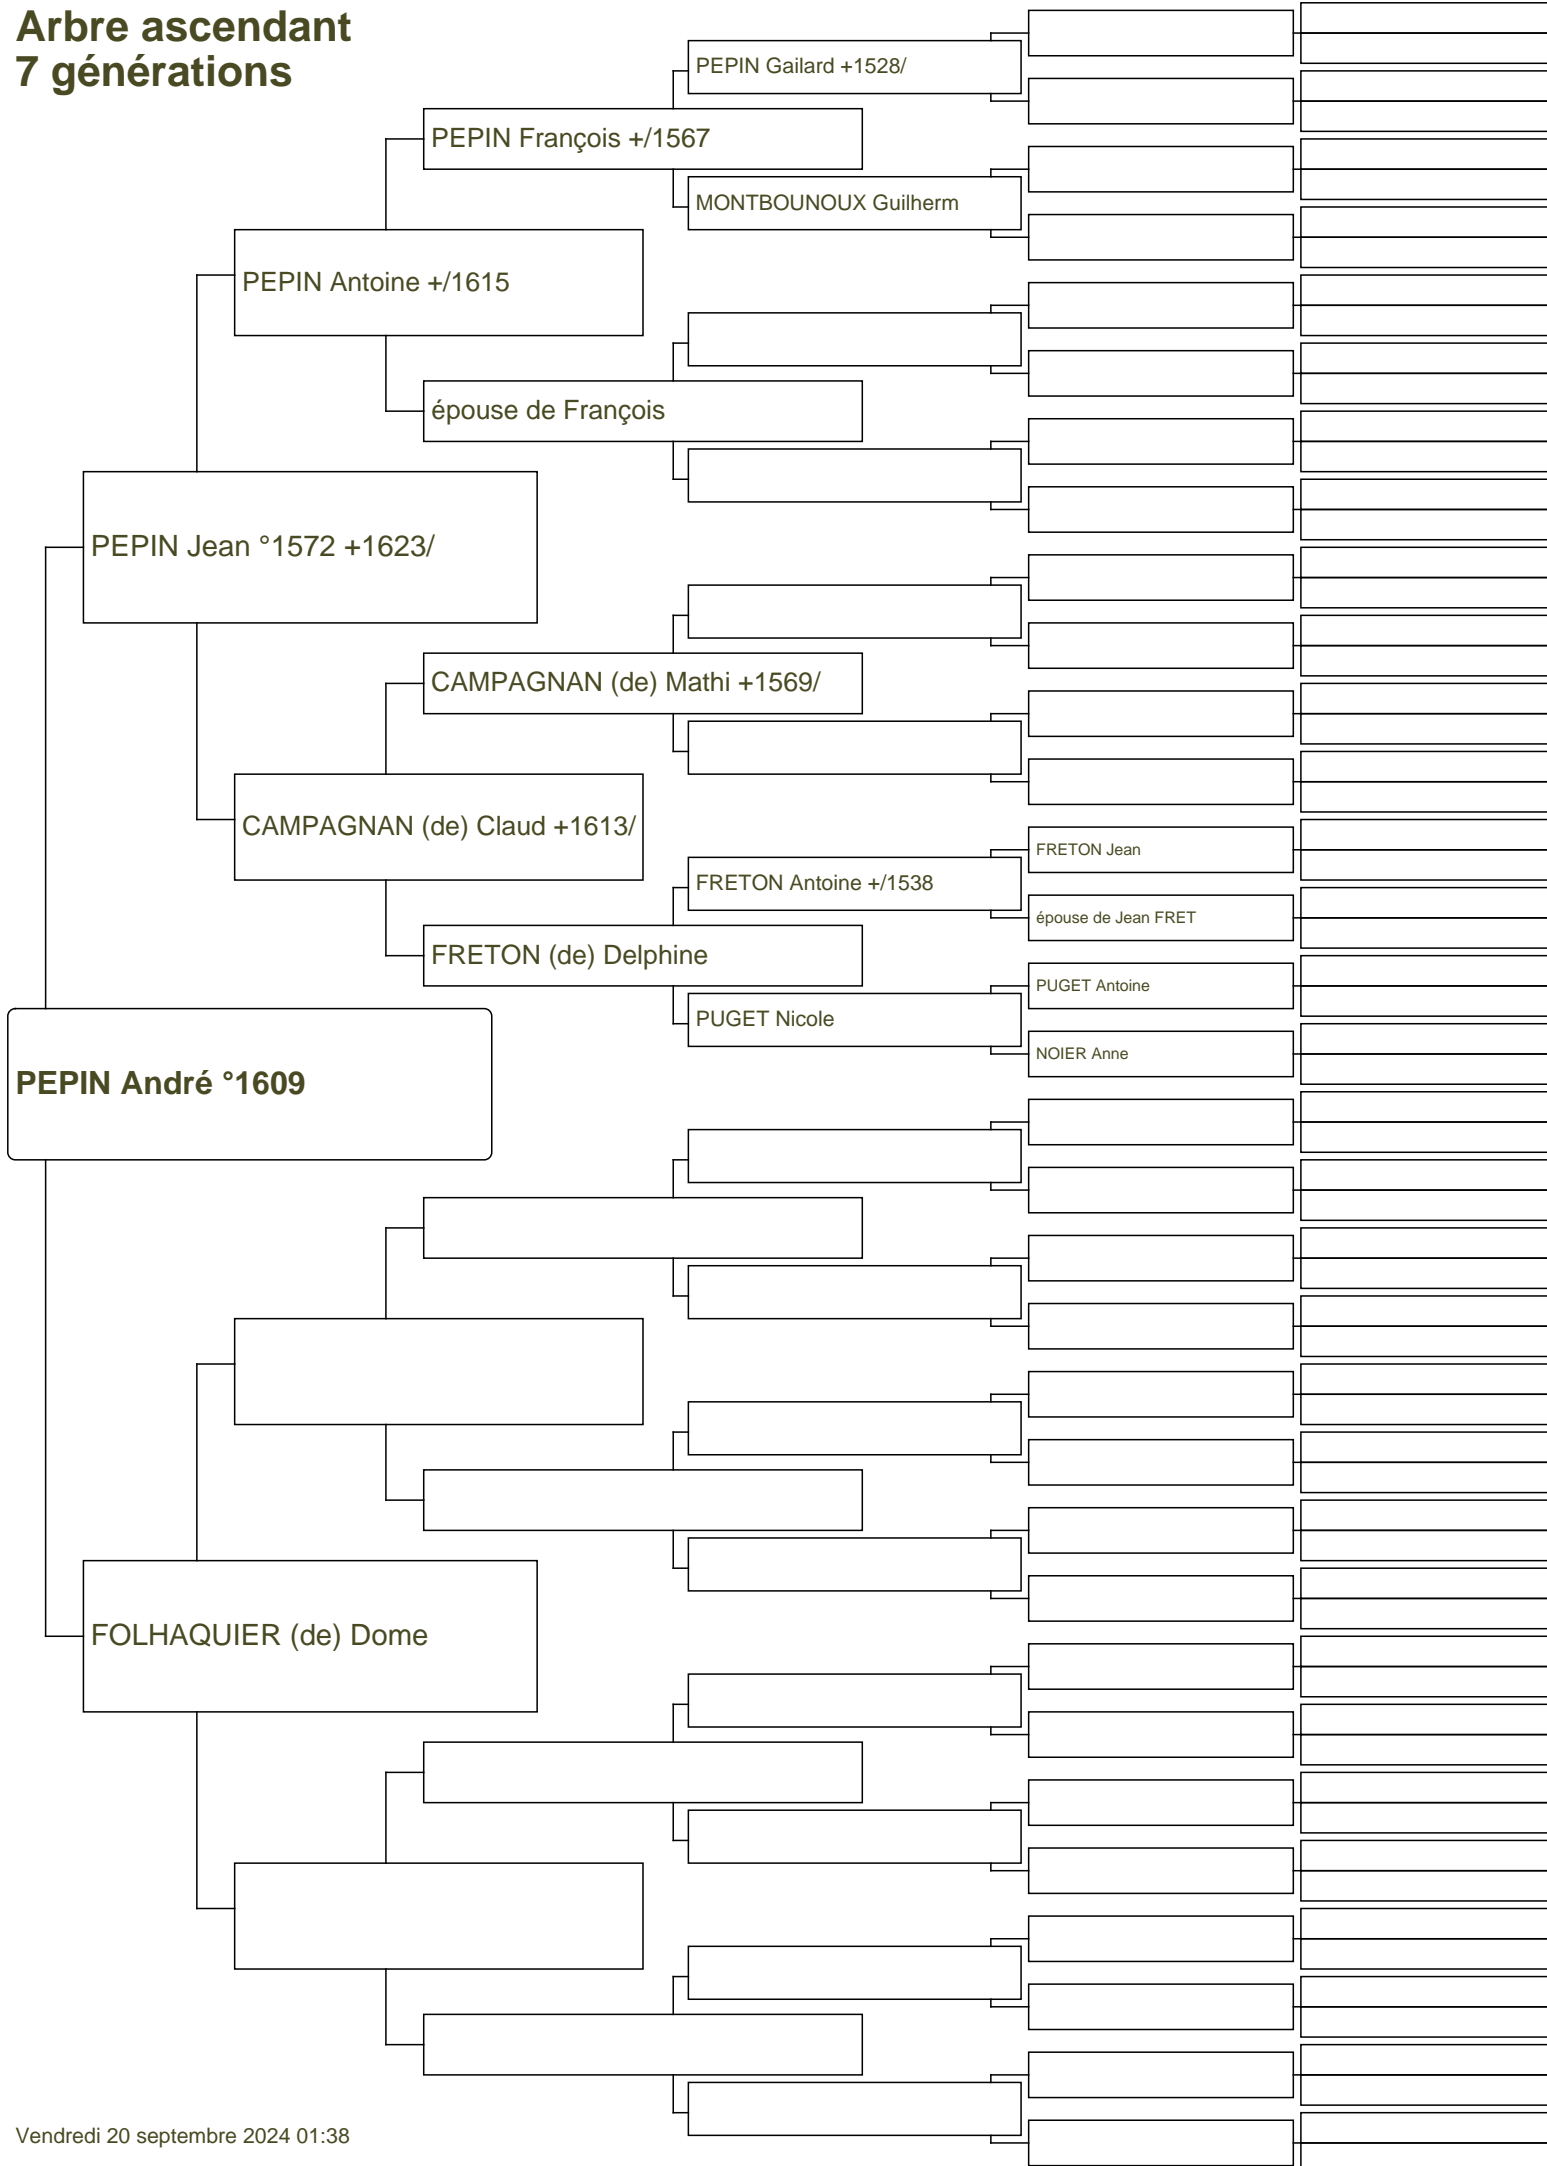 Arbre ascendant
7 générations
PEPIN Gailard +1528/
PEPIN François +/1567
MONTBOUNOUX Guilherm
PEPIN Antoine +/1615
épouse de François
PEPIN Jean °1572 +1623/
CAMPAGNAN (de) Mathi +1569/
CAMPAGNAN (de) Claud +1613/
FRETON Jean
FRETON Antoine +/1538
épouse de Jean FRET
FRETON (de) Delphine
PUGET Antoine
PUGET Nicole
NOIER Anne
PEPIN André °1609
FOLHAQUIER (de) Dome
Vendredi 20 septembre 2024 01:38